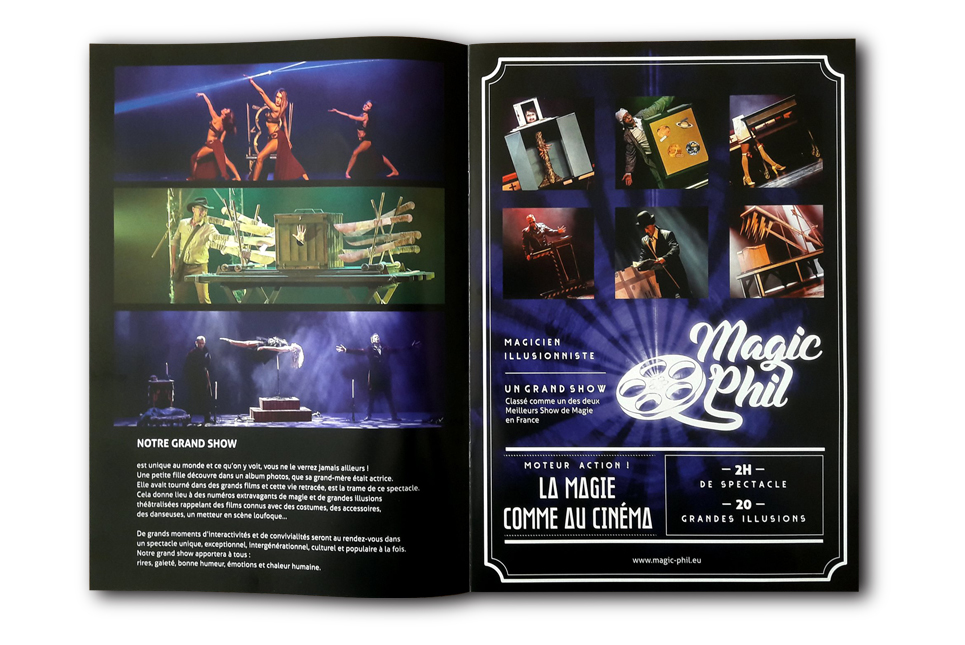 NOTRE GRAND SHOW
est unique au monde et ce qu'on y voit, vous ne le verrez jamais ailleurs !
Une petite fille découvre dans un album photos, que sa grand-mère était actrice.
Elle avait tourné dans des grands films et cette vie retracée, est la trame de ce spectacle.
Cela donne lieu à des numéros extravagants de magie et de grandes illusions
théâtralisées rappelant des films connus avec des costumes, des accessoires,
des danseuses, un metteur en scène loufoque...
De grands moments d'interactivités et de convivialités seront au rendez-vous dans
un spectacle unique, exceptionnel, intergénérationnel, culturel et populaire à la fois.
Notre grand show apportera à tous :
rires, gaieté, bonne humeur, émotions et chaleur humaine.
MAGICIEN
ILLUSIONNISTE
UN GRAND SHOW
Classé comme un des deux
Meilleurs Show de Magie
en France
Magic
Phil
MOTEUR ACTION !
LA MAGIE
COMME AU CINÉMA
— 2H —
DE SPECTACLE
— 20 —
GRANDES ILLUSIONS
www.magic-phil.eu